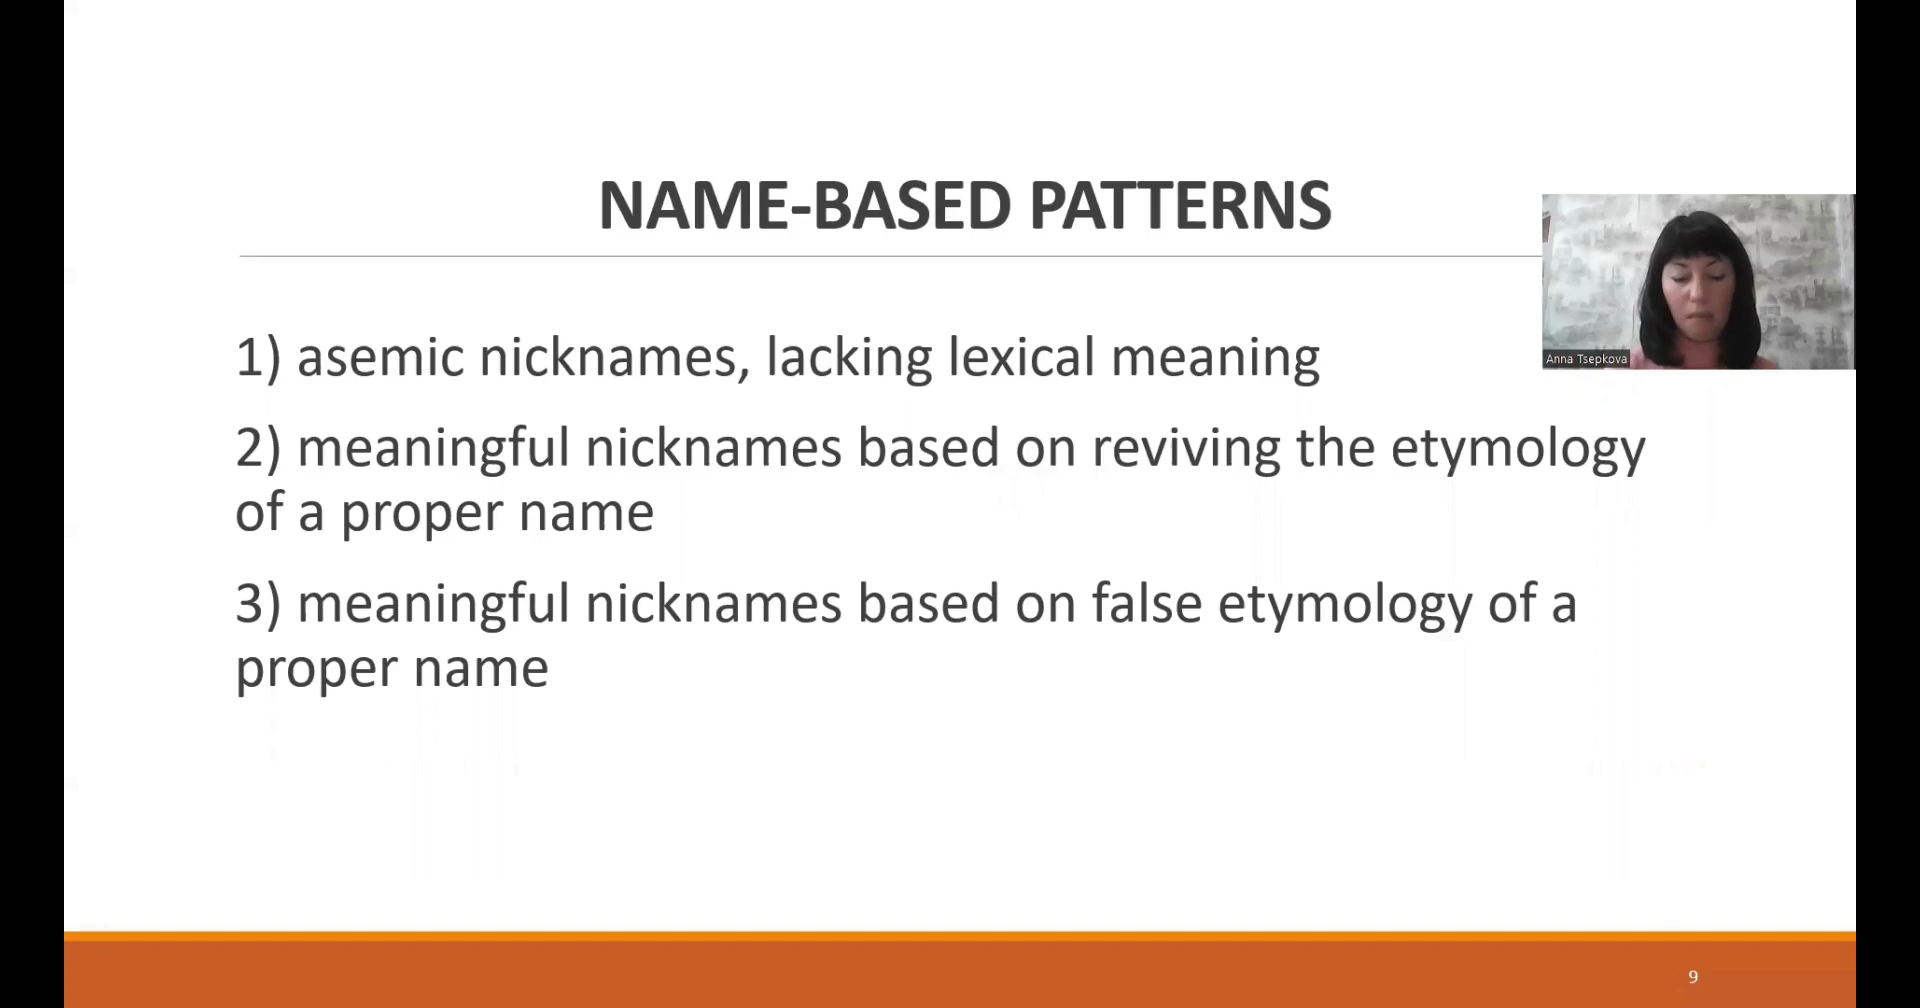 NAME-BASED PATTERNS
1) asemic nicknames, lacking lexical meaning
Anna Tsepkova
2) meaningful nicknames based on reviving the etymology
of a proper name
3) meaningful nicknames based on false etymology of a
proper name
9